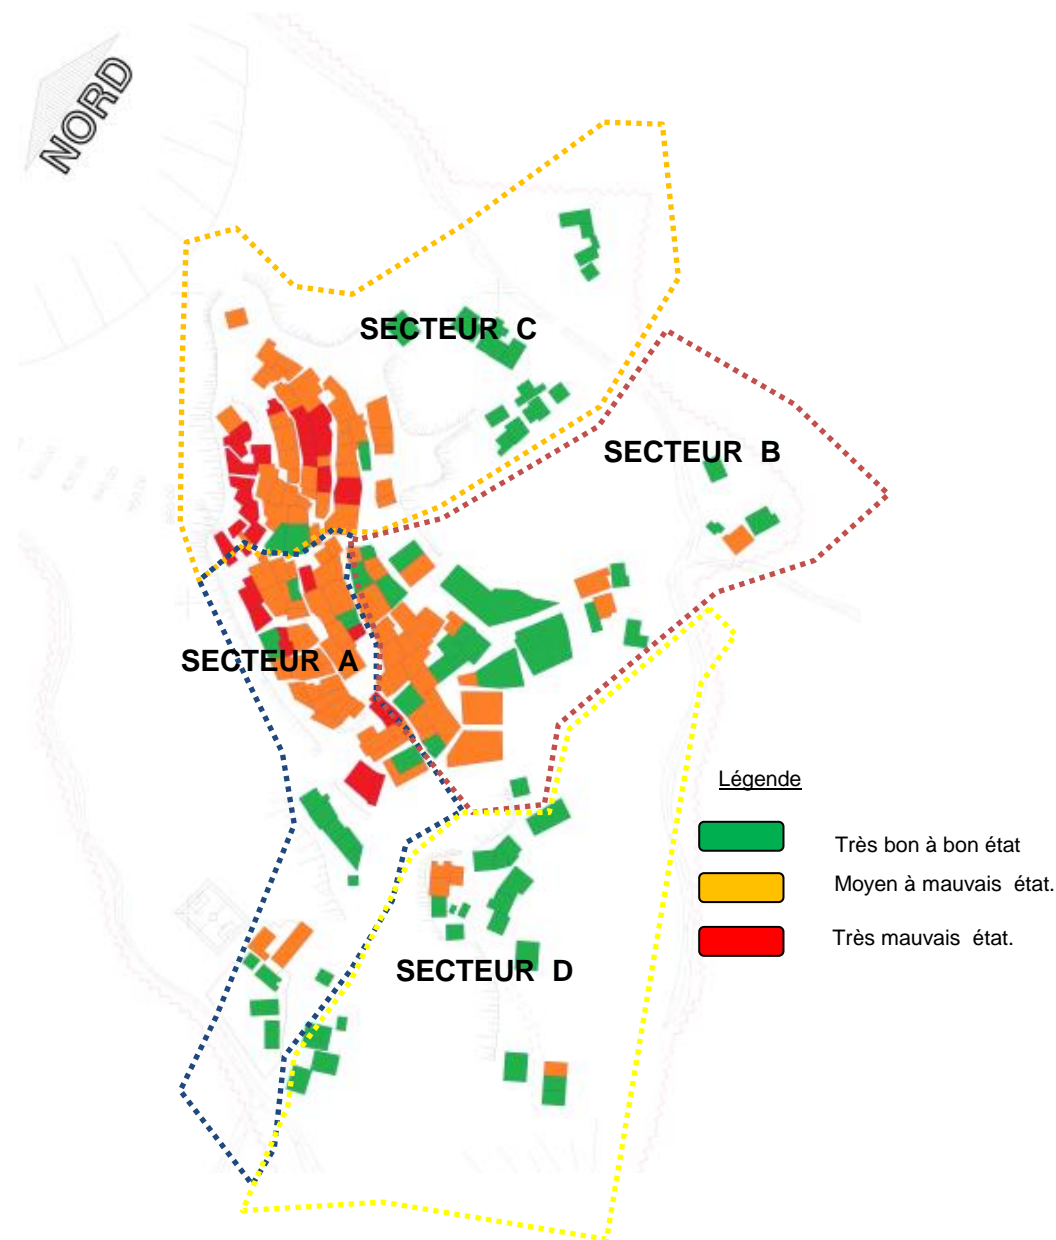 NORD
SECTEUR C
SECTEUR B
SECTEUR A
Légende
Très bon à bon état
Moyen à mauvais état.
Très mauvais état.
SECTEUR D